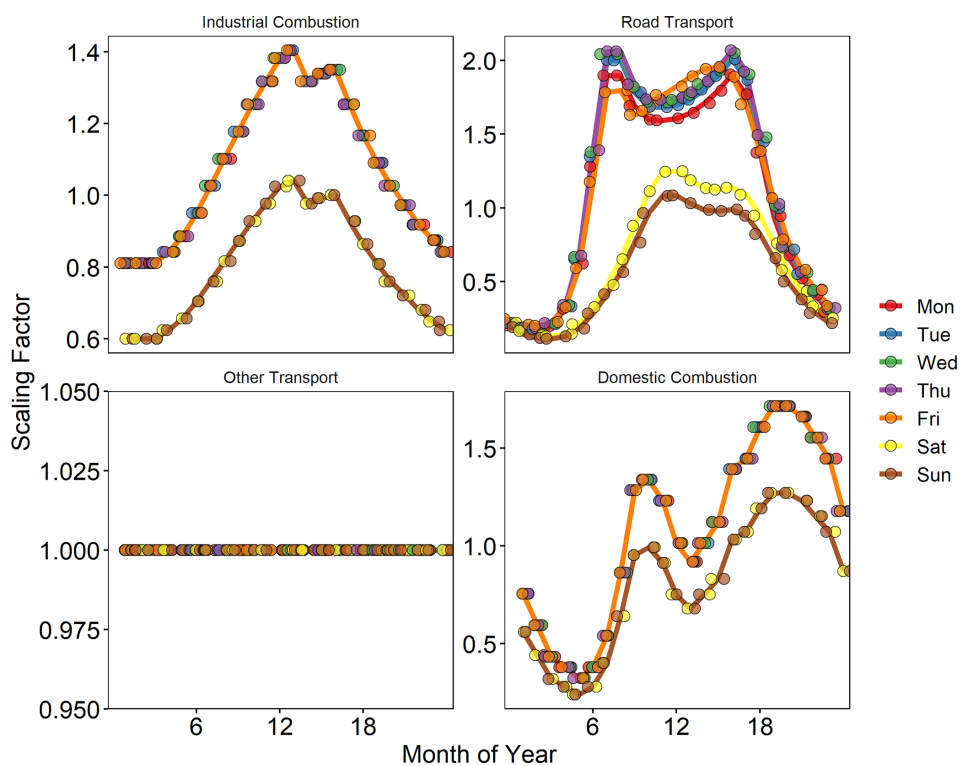 Industrial Combustion
Road Transport
1.4
1.2
1.0
0.8
0.6
2.0
1.5
1.0
0.5
Scaling Factor
Other Transport
Domestic Combustion
1.050
1.025
1.000
0.975
0.950
1.5
1.0
0.5
6 12 18
6 12 18
Month of Year
Mon
Tue
Wed
Thu
Fri
Sat
Sun